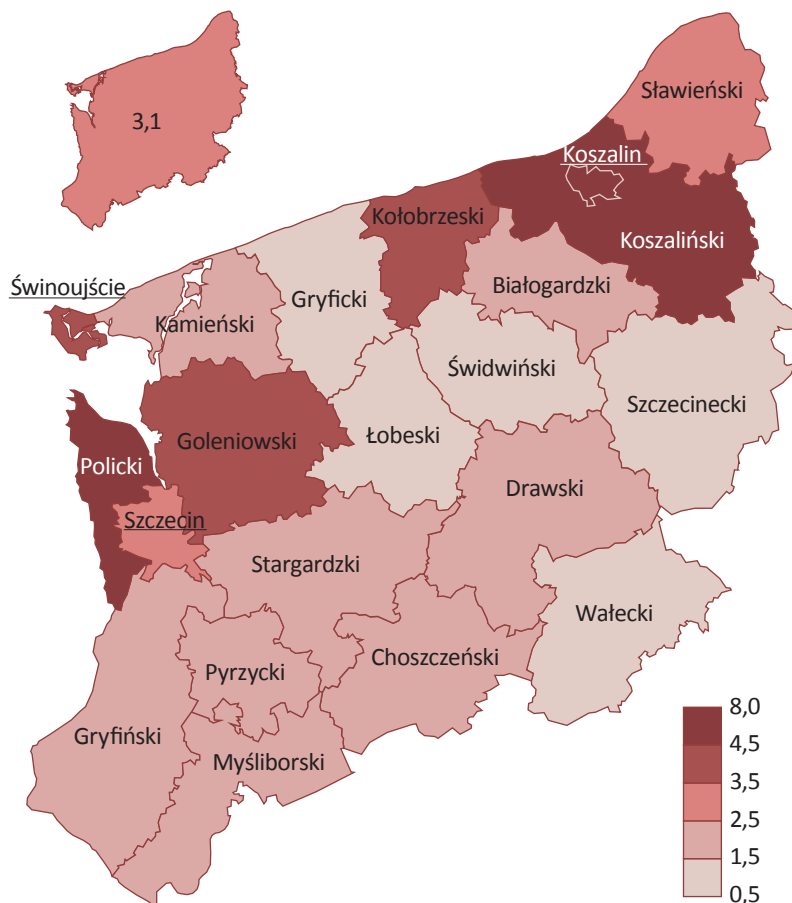 3,1
Sławieński
Koszalin
Kołobrzeski
Koszaliński
Świnoujście
Gryficki
Białogardzki
Kamieński
Świdwiński
Szczecinecki
Goleniowski
Łobeski
Policki
Drawski
Szczecin
Stargardzki
Wałecki
Choszczeński
Pyrzycki
Gryfiński
Myśliborski
8,0
4,5
3,5
2,5
1,5
0,5